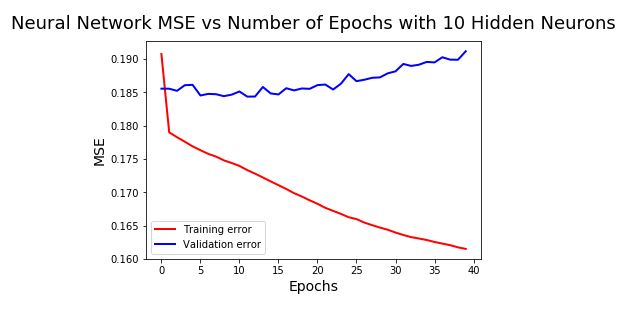 Neural Network MSE vs Number of Epochs with 10 Hidden Neurons
0.190
0.185
0.180
0.175
0.170
0.165
0.160
MSE
Training error
Validation error
0 5 10 15 20 25 30 35 40
Epochs